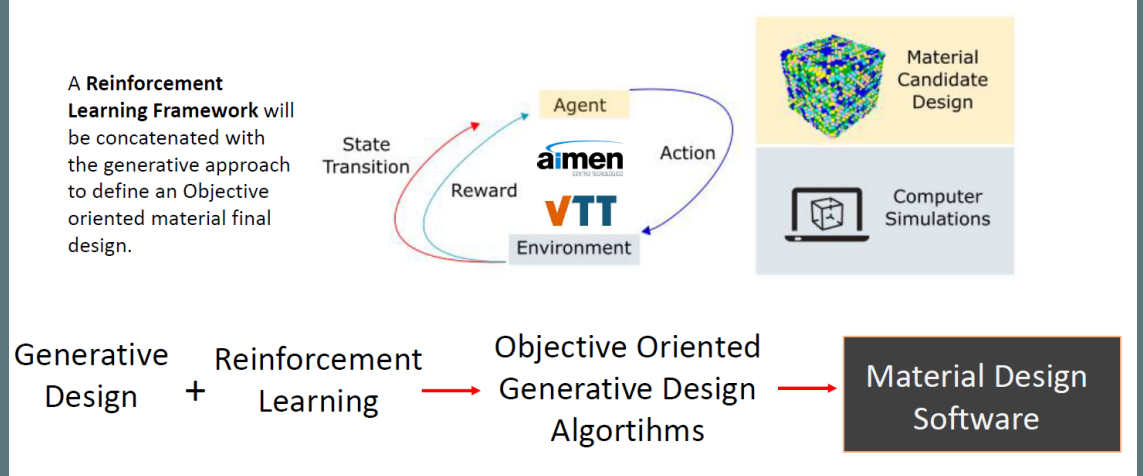 A Reinforcement
Learning Framework will
be concatenated with
the generative approach
to define an Objective
oriented material final
design.
State
Transition
Reward
Agent
aimen
CENTRO TECNOLÓGICO
VTT
Environment
Action
Material
Candidate
Design
Computer
Simulations
Generative
Design
+
Reinforcement
Learning
Objective Oriented
Generative Design
Algortihms
Material Design
Software